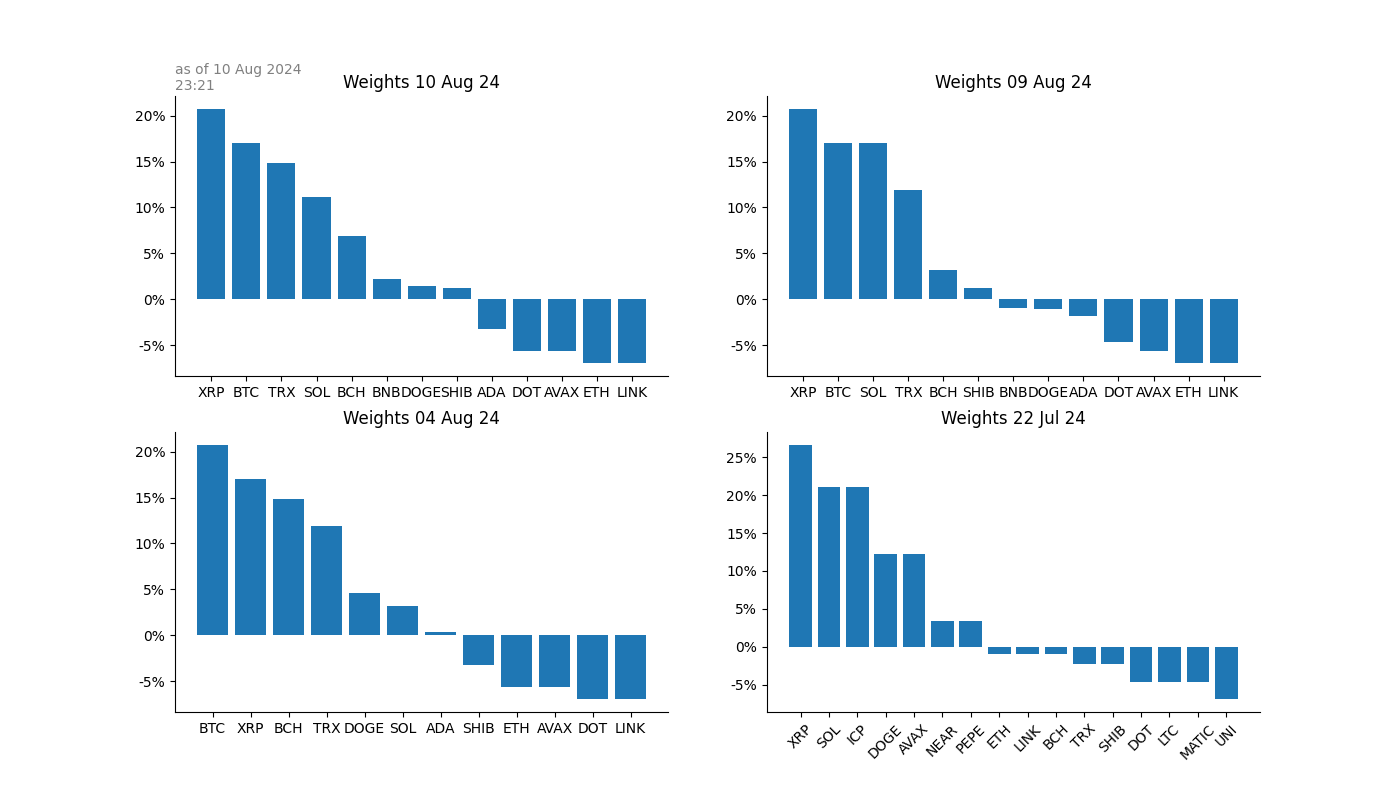 as of 10 Aug 2024
23:21
Weights 10 Aug 24
20%
15%
10%
5%
0%
-5%
XRP BTC TRX SOL BCH BNB DOGE SHIB ADA DOT AVAX ETH LINK
Weights 09 Aug 24
20%
15%
10%
5%
0%
-5%
XRP BTC SOL TRX BCH SHIB BNB DOGE ADA DOT AVAX ETH LINK
Weights 04 Aug 24
20%
15%
10%
5%
0%
-5%
BTC XRP BCH TRX DOGE SOL ADA SHIB ETH AVAX DOT LINK
Weights 22 Jul 24
25%
20%
15%
10%
5%
0%
-5%
XRP SOL ICP DOGE AVAX NEAR PEPE ETH LINK BCH TRX SHIB DOT LTC MATIC UNI